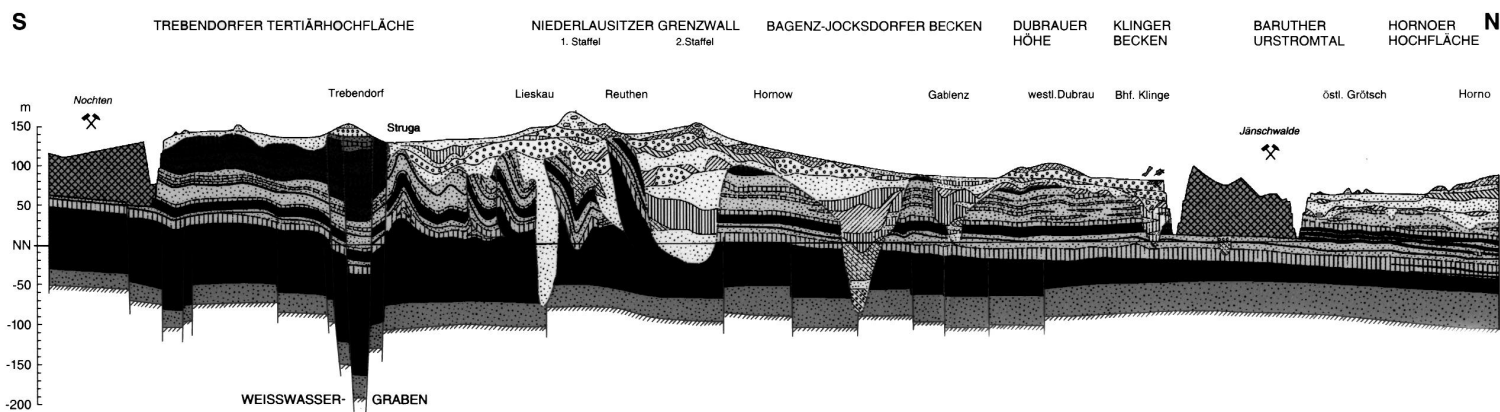 S TREBENDORFER TERTIÄRHOCHFLÄCHE NIEDERLAUSITZER GRENZWALL BAGENZ-JOCKSDORFER BECKEN DUBRAUER KLINGER BARUTHER HORNOER N
1. Staffel 2.Staffel HÖHE BECKEN URSTROMTAL HOCHFLÄCHE
Trebendorf Lieskau Reuthen Hornow Gablenz westl.Dubrau Bhf. Klinge östl. Grötsch Horno
m Nochten Struga Jänschwalde
150
100
50
NN
-50
-100
-150
-200
WEISSWASSER- GRABEN